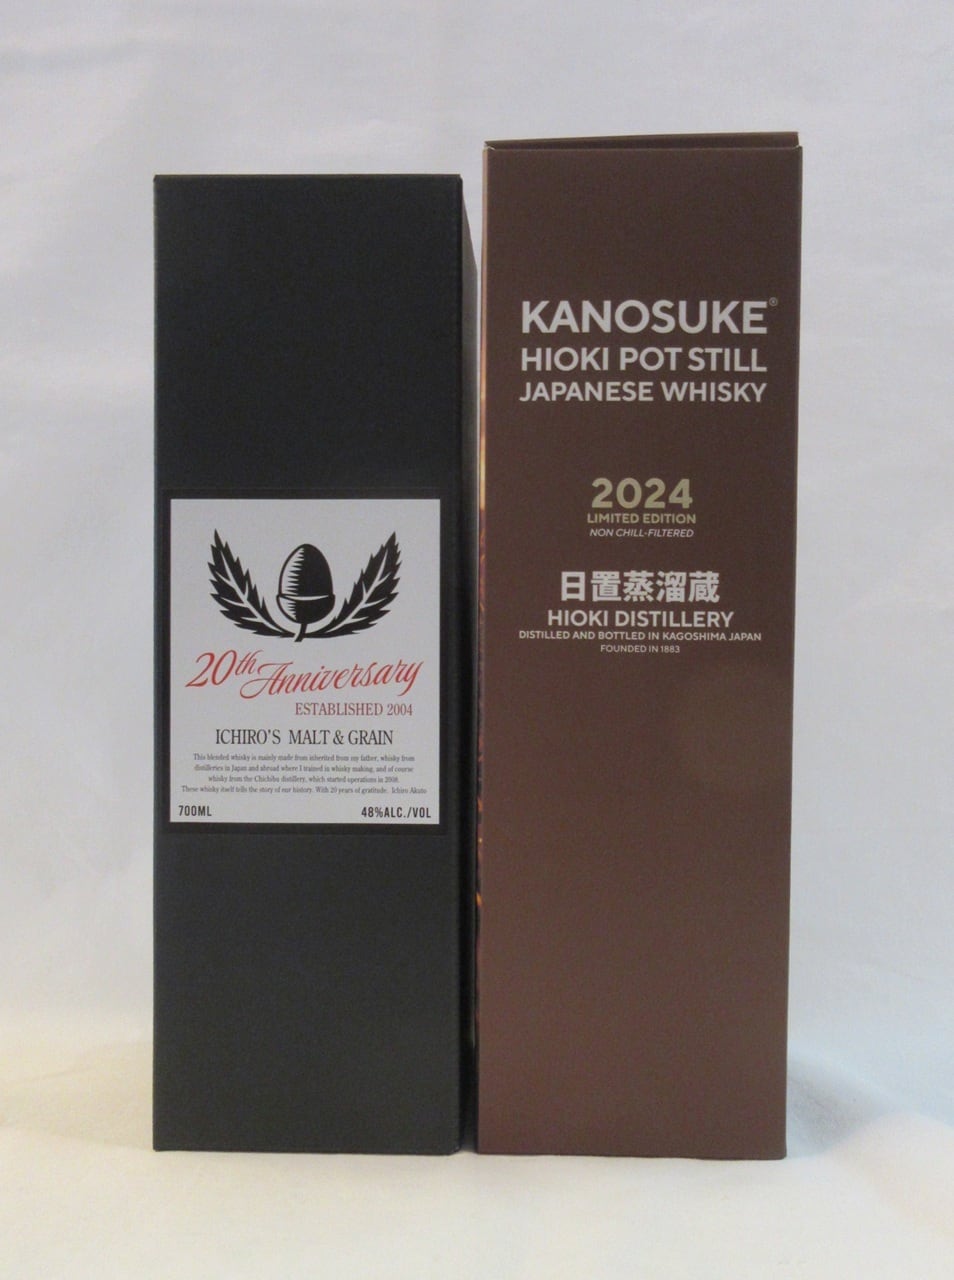 20th Anniversary
ESTABLISHED 2004
ICHIRO'S MALT & GRAIN
This blended whisky is mainly made from inherited from my father, whisky from
distilleries in Japan and abroad where I trained in whisky making, and of course
whisky from the Chichibu distillery, which started operations in 2008.
These whisky itself tells the story of our history. With 20 years of gratitude. Ichiro Akuto
700ML
48%ALC./VOL
KANOSUKE®
HIOKI POT STILL
JAPANESE WHISKY
2024
LIMITED EDITION
NON CHILL-FILTERED
日置蒸溜蔵
HIOKI DISTILLERY
DISTILLED AND BOTTLED IN KAGOSHIMA JAPAN
FOUNDED IN 1883